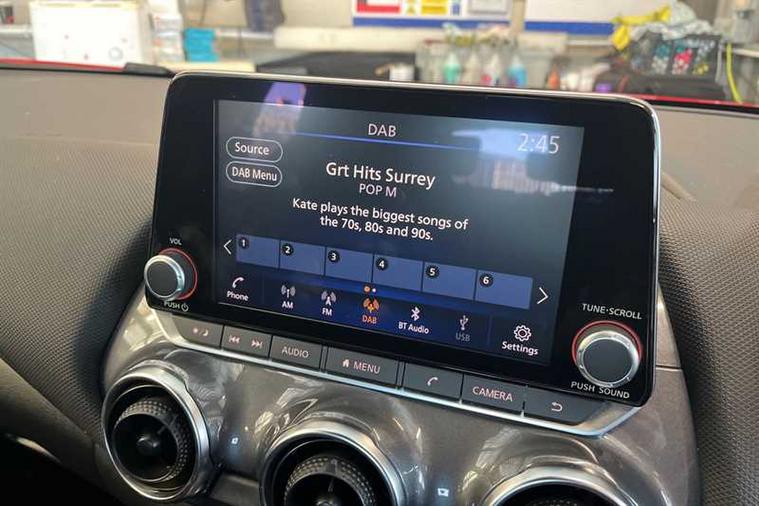 DAB
2:45
Source
DAB Menu
Grt Hits Surrey
POP M
Kate plays the biggest songs of
the 70s, 80s and 90s.
1 2 3 4 5 6
Phone AM FM DAB BT Audio USB Settings
VOL
PUSH
TUNE·SCROLL
PUSH SOUND
AUDIO MENU CAMERA